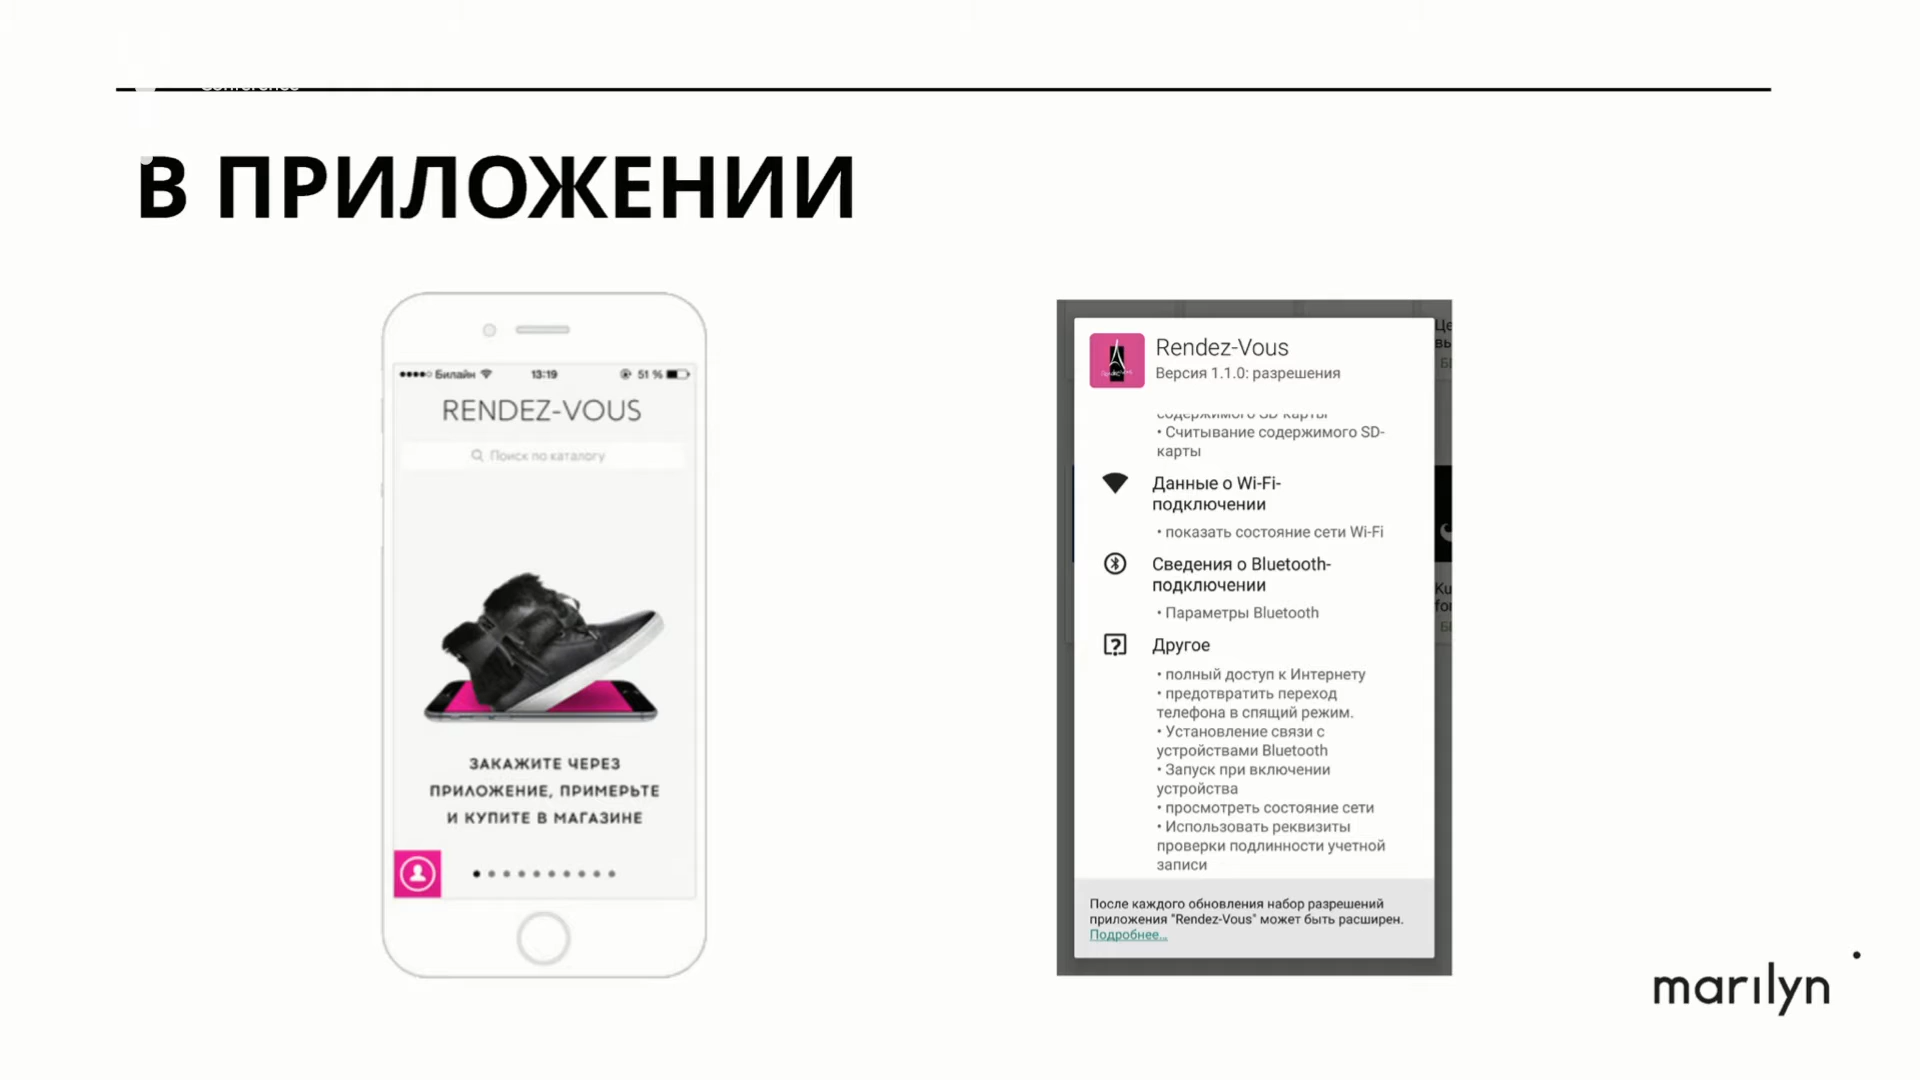 Conference
В ПРИЛОЖЕНИИ
Билайн 13:19 51 %
RENDEZ-VOUS
Поиск по каталогу
ЗАКАЖИТЕ ЧЕРЕЗ
ПРИЛОЖЕНИЕ, ПРИМЕРЬТЕ
И КУПИТЕ В МАГАЗИНЕ
Rendez-Vous
Версия 1.1.0: разрешения
содержимого SD-карты
• Считывание содержимого SD-
карты
Данные о Wi-Fi-
подключении
• показать состояние сети Wi-Fi
Сведения о Bluetooth-
подключении
• Параметры Bluetooth
Другое
• полный доступ к Интернету
• предотвратить переход
телефона в спящий режим.
• Установление связи с
устройствами Bluetooth
• Запуск при включении
устройства
• просмотреть состояние сети
• Использовать реквизиты
проверки подлинности учетной
записи
После каждого обновления набор разрешений
приложения "Rendez-Vous" может быть расширен.
Подробнее...
marilyn